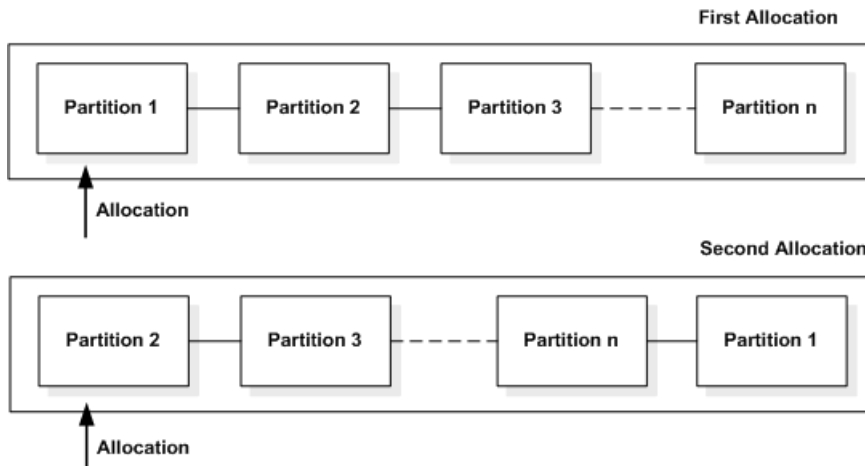 First Allocation
Partition 1
Partition 2
Partition 3
Partition n
Allocation
Second Allocation
Partition 2
Partition 3
Partition n
Partition 1
Allocation